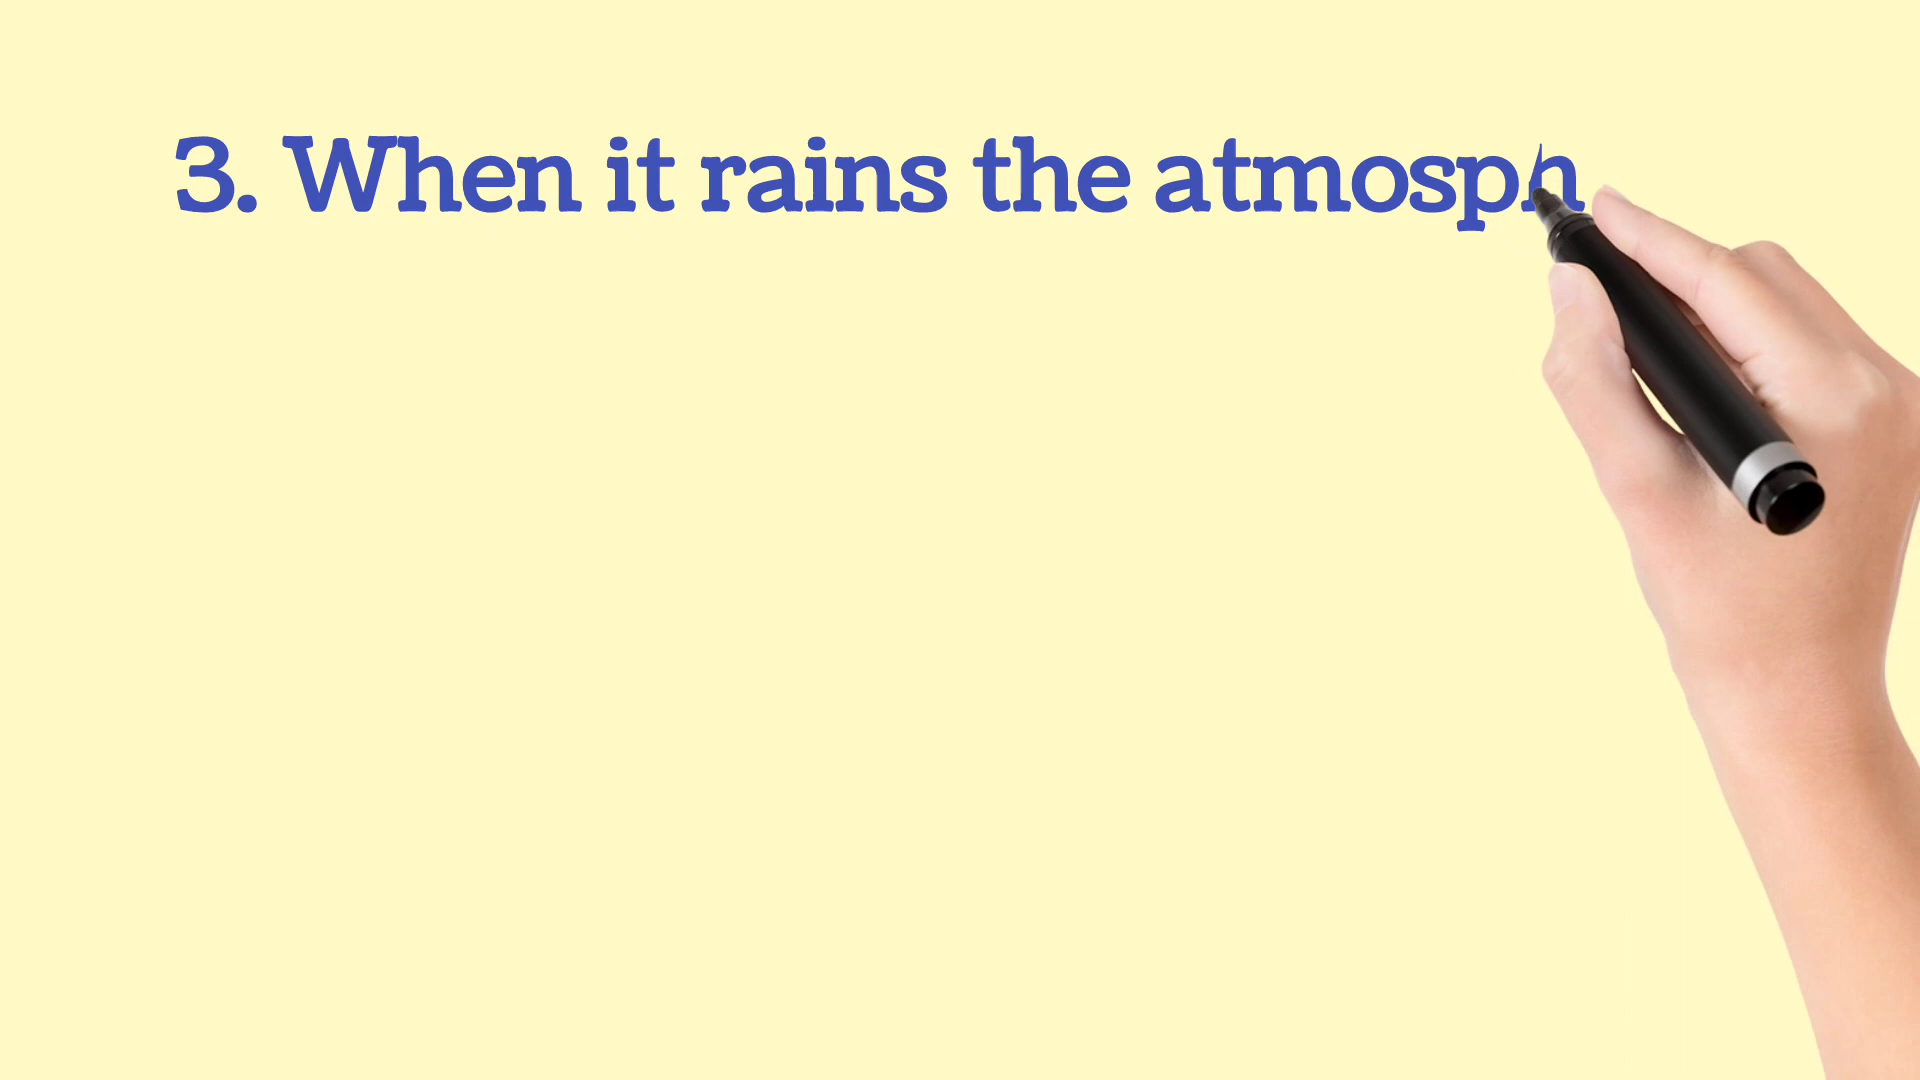 3. When it rains the atmosph